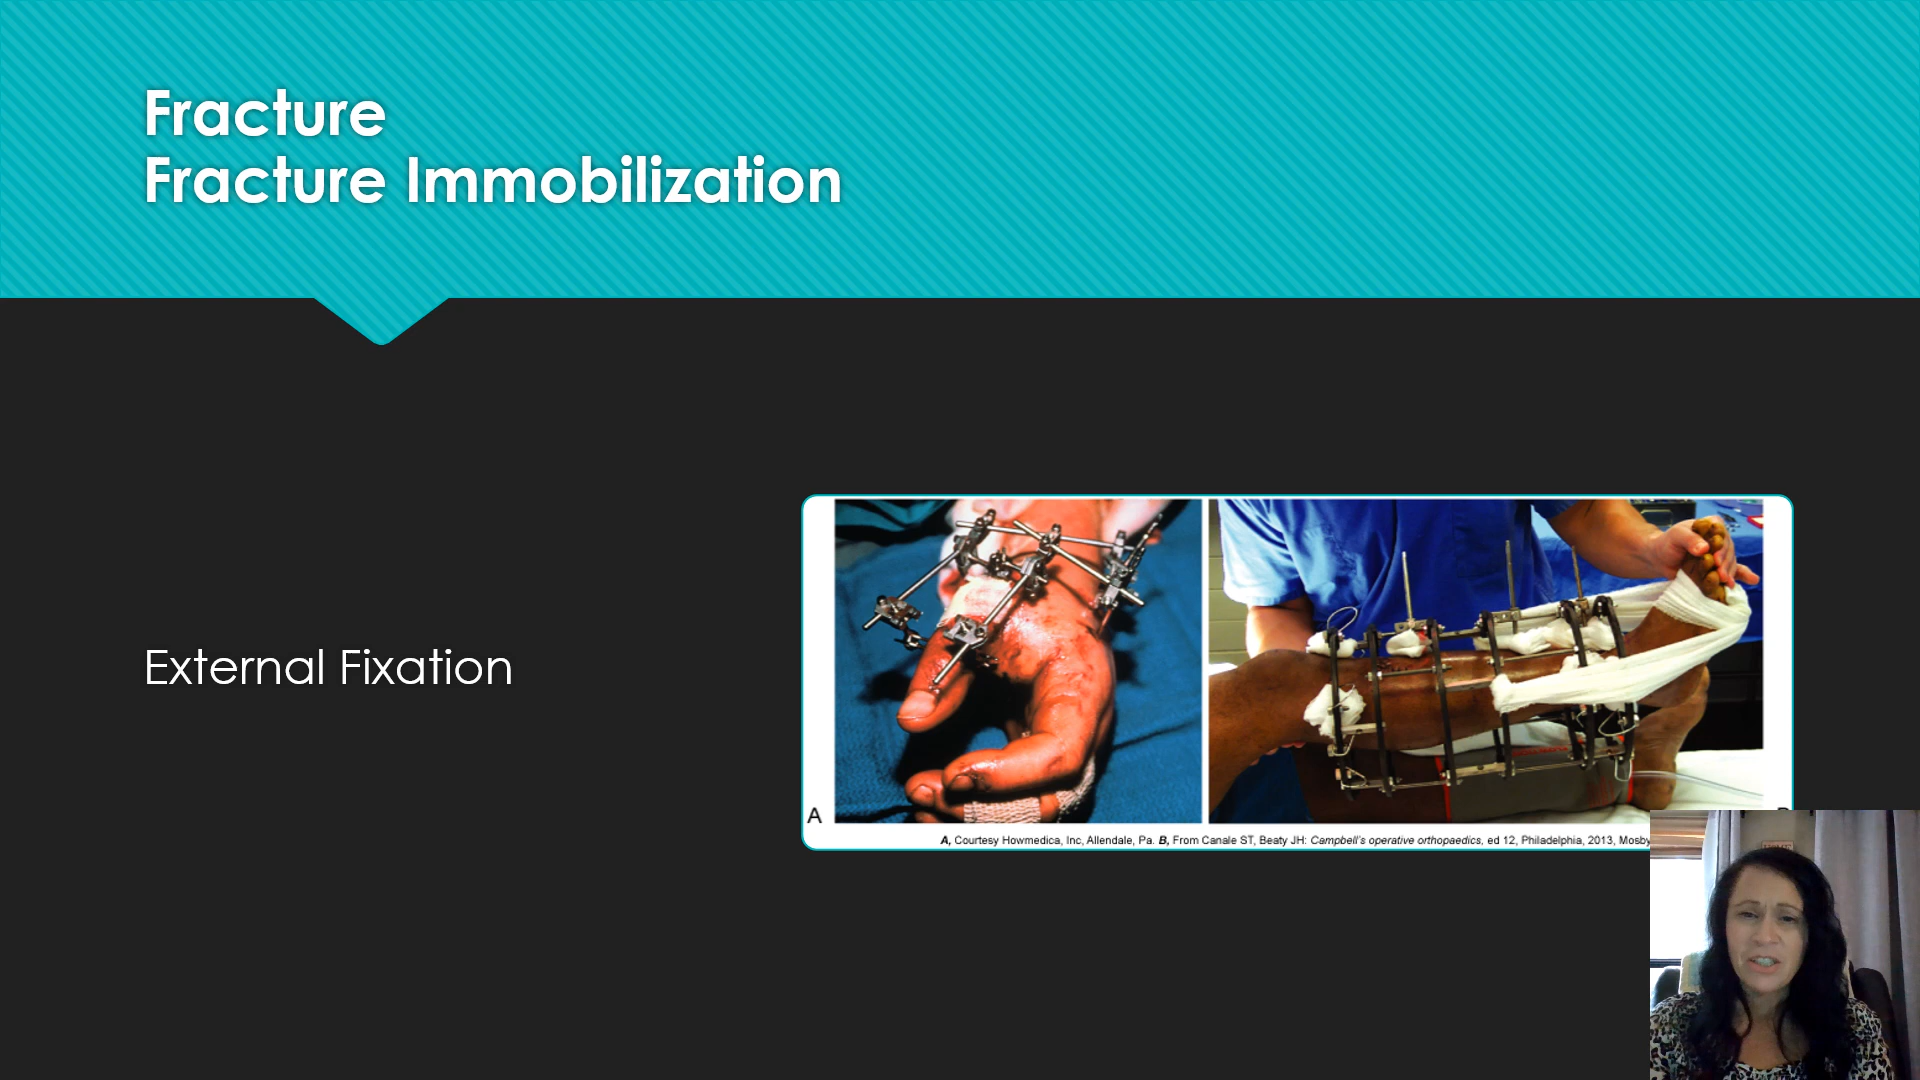 Fracture
Fracture Immobilization
External Fixation
A
A, Courtesy Howmedica, Inc, Allendale, Pa. B, From Canale ST, Beaty JH: Campbell's operative orthopaedics, ed 12, Philadelphia, 2013, Mosby